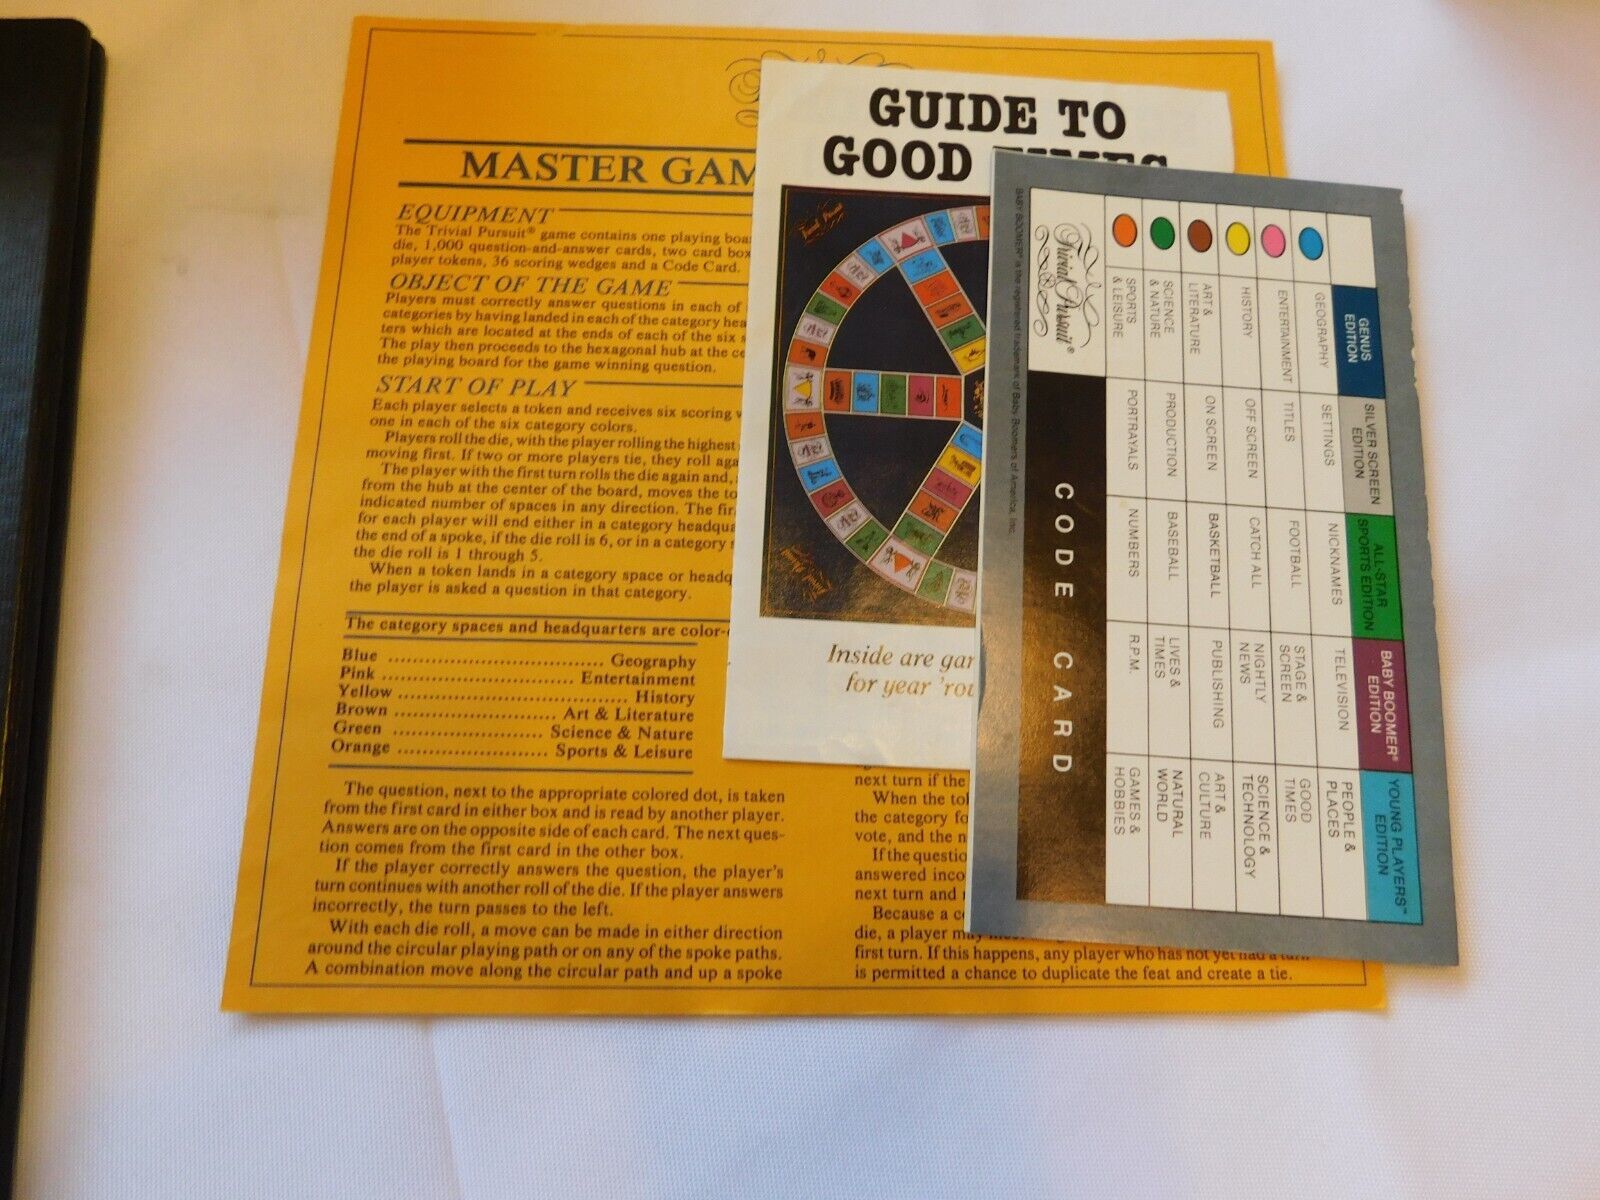 MASTER GAM
EQUIPMENT
The Trivial Pursuit® game contains one playing boa
die, 1,000 question-and-answer cards, two card box
player tokens, 36 scoring wedges and a Code Card.
OBJECT OF THE GAME
Players must correctly answer questions in each of
categories by having landed in each of the category hea
ters which are located at the ends of each of the six s
The play then proceeds to the hexagonal hub at the ce
the playing board for the game winning question.
START OF PLAY
Each player selects a token and receives six scoring w
one in each of the six category colors.
Players roll the die, with the player rolling the highest
moving first. If two or more players tie, they roll aga
The player with the first turn rolls the die again and,
from the hub at the center of the board, moves the to
indicated number of spaces in any direction. The fir
for each player will end either in a category headqua
the end of a spoke, if the die roll is 6, or in a category
the die roll is 1 through 5.
When a token lands in a category space or headq
the player is asked a question in that category.
The category spaces and headquarters are color-
Blue .................................. Geography
Pink .............................. Entertainment
Yellow .................................... History
Brown ......................... Art & Literature
Green ....................... Science & Nature
Orange ....................... Sports & Leisure
The question, next to the appropriate colored dot, is taken
from the first card in either box and is read by another player.
Answers are on the opposite side of each card. The next ques-
tion comes from the first card in the other box.
If the player correctly answers the question, the player's
turn continues with another roll of the die. If the player answers
incorrectly, the turn passes to the left.
With each die roll, a move can be made in either direction
around the circular playing path or on any of the spoke paths.
A combination move along the circular path and up a spoke
next turn if the
When the tok
the category fo
vote, and the n
If the questio
answered inco
next turn and
Because a co
die, a player may
first turn. If this happens, any player who has not yet had a turn
is permitted a chance to duplicate the feat and create a tie.
GUIDE TO
GOOD TIMES
Trivial Pursuit
Inside are gam
for year 'rou
GENUS
EDITION
SILVER SCREEN
EDITION
ALL-STAR
SPORTS EDITION
BABY BOOMER®
EDITION
YOUNG PLAYERS™
EDITION
GEOGRAPHY
SETTINGS
NICKNAMES
TELEVISION
PEOPLE &
PLACES
ENTERTAINMENT
TITLES
FOOTBALL
STAGE &
SCREEN
GOOD
TIMES
HISTORY
OFF SCREEN
CATCH ALL
NIGHTLY
NEWS
SCIENCE &
TECHNOLOGY
ART &
LITERATURE
ON SCREEN
BASKETBALL
PUBLISHING
ART &
CULTURE
SCIENCE
& NATURE
PRODUCTION
BASEBALL
LIVES &
TIMES
NATURAL
WORLD
SPORTS
& LEISURE
PORTRAYALS
NUMBERS
R.P.M.
GAMES &
HOBBIES
Trivial Pursuit®
CODE CARD
BABY BOOMER® is the registered trademark of Baby Boomers of America, Inc.